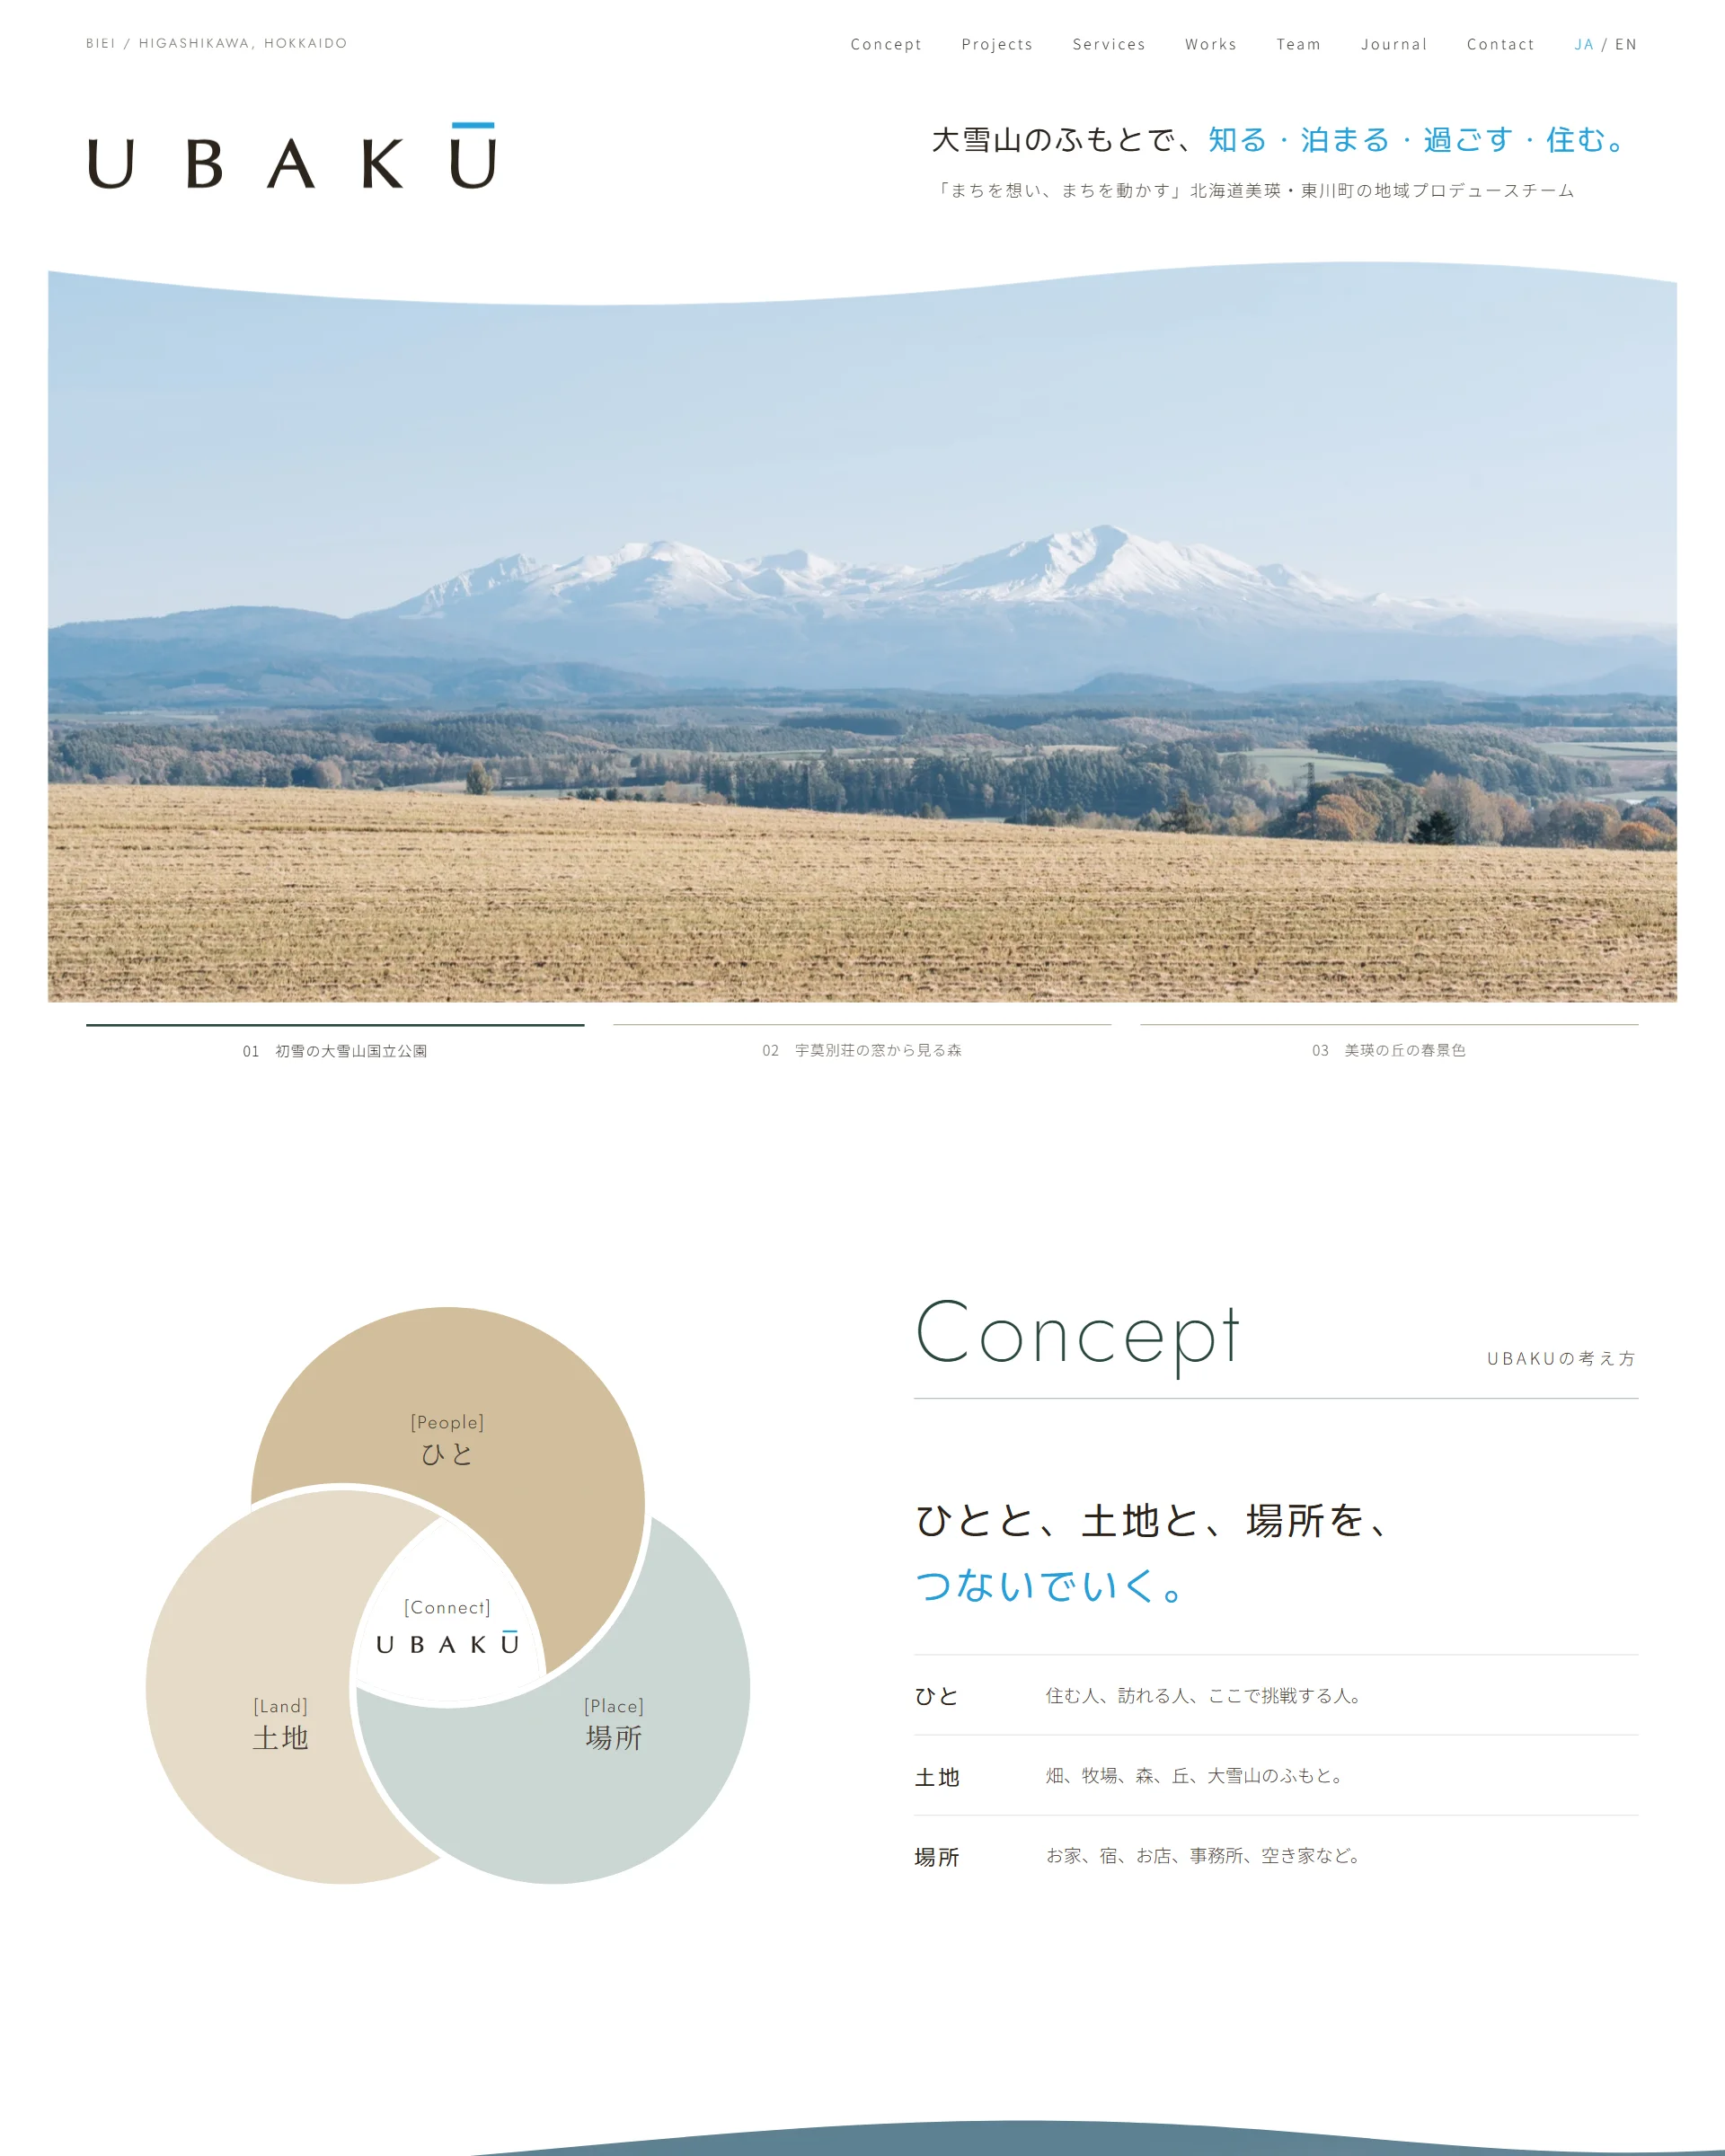 BIEI / HIGASHIKAWA, HOKKAIDO
Concept Projects Services Works Team Journal Contact JA / EN
UBAKŪ
大雪山のふもとで、知る・泊まる・過ごす・住む。
「まちを想い、まちを動かす」北海道美瑛・東川町の地域プロデュースチーム
01 初雪の大雪山国立公園
02 宇莫別荘の窓から見る森
03 美瑛の丘の春景色
[People]
ひと
[Connect]
UBAKŪ
[Land]
土地
[Place]
場所
Concept
UBAKUの考え方
ひとと、土地と、場所を、
つないでいく。
ひと 住む人、訪れる人、ここで挑戦する人。
土地 畑、牧場、森、丘、大雪山のふもと。
場所 お家、宿、お店、事務所、空き家など。